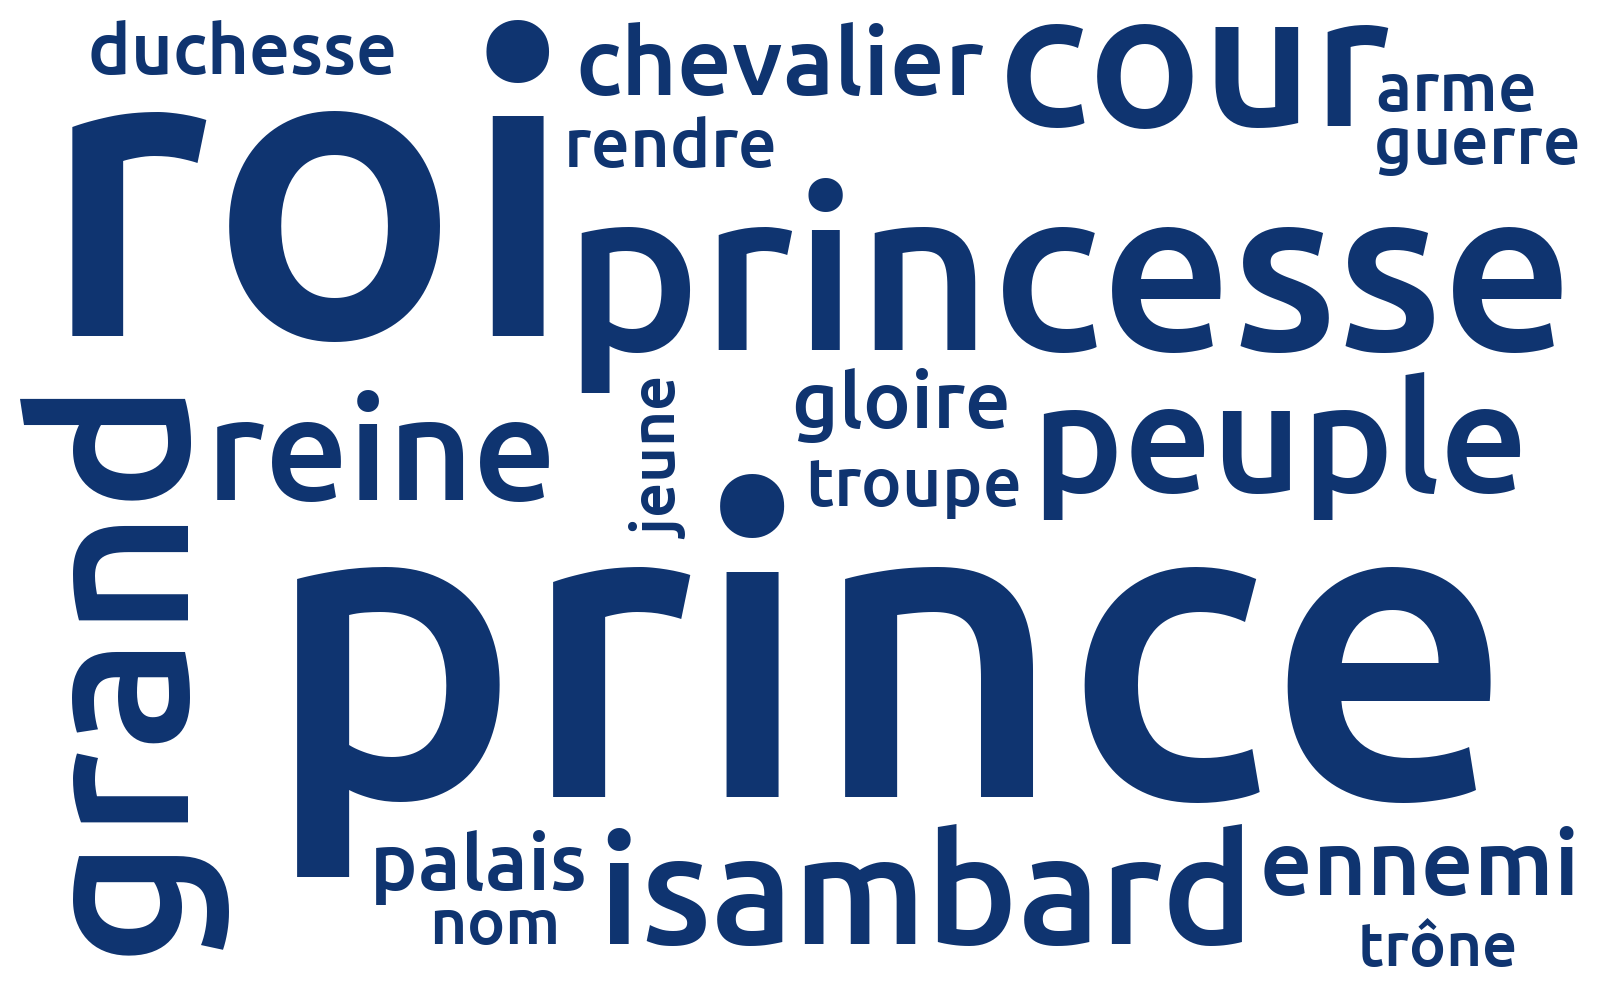 duchesse
roi
chevalier
cour
arme
rendre
guerre
princesse
grand
reine
jeune
gloire
troupe
peuple
prince
palais
nom
isambard
ennemi
trône